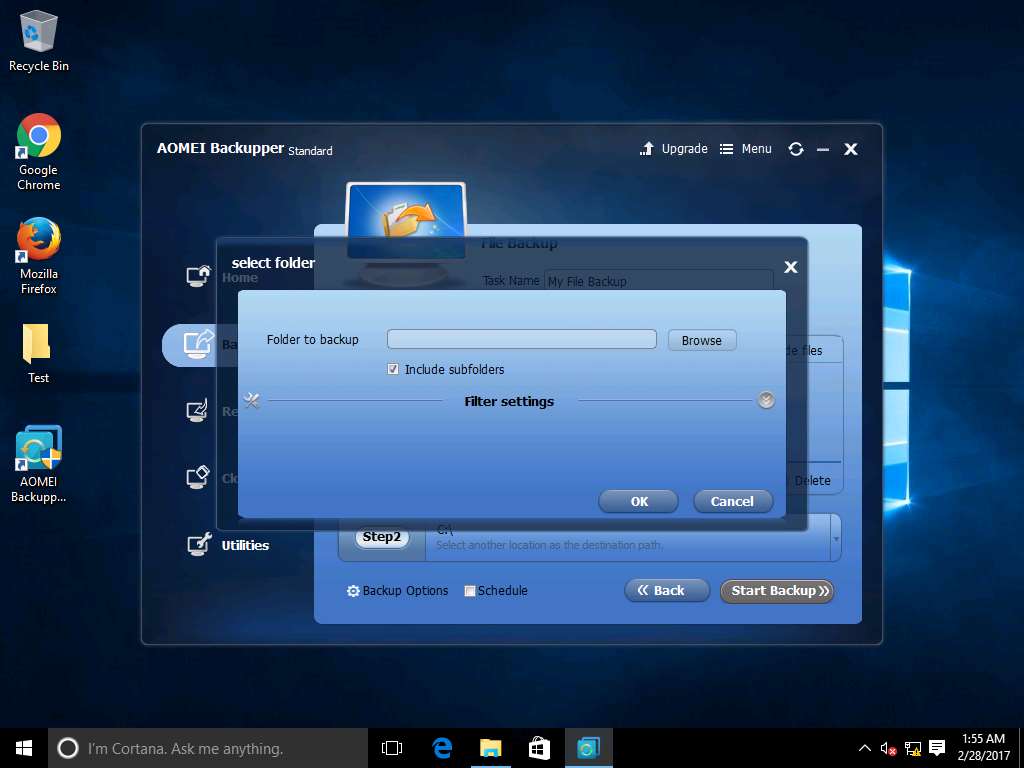 Recycle Bin
Google
Chrome
Mozilla
Firefox
Test
AOMEI
Backupp...
AOMEI Backupper Standard
Upgrade
Menu
File Backup
Task Name
My File Backup
Home
select folder
Folder to backup
Browse
Include subfolders
Filter settings
OK
Cancel
Ba
Re
Clo
Utilities
de files
Delete
Step2
C:\
Select another location as the destination path.
Backup Options
Schedule
Back
Start Backup
I'm Cortana. Ask me anything.
1:55 AM
2/28/2017